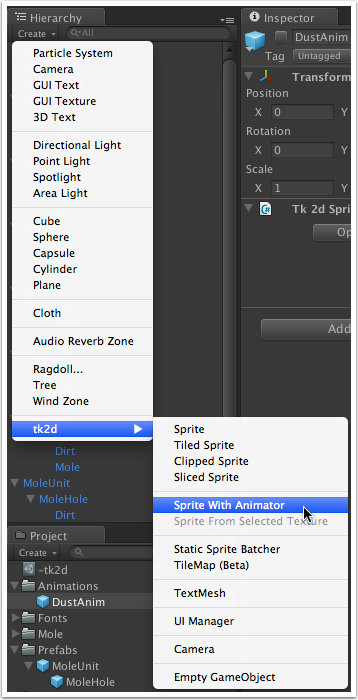 Hierarchy
Create
All
Particle System
Camera
GUI Text
GUI Texture
3D Text
Directional Light
Point Light
Spotlight
Area Light
Cube
Sphere
Capsule
Cylinder
Plane
Cloth
Audio Reverb Zone
Ragdoll...
Tree
Wind Zone
tk2d
Dirt
Mole
MoleUnit
MoleHole
Dirt
Sprite
Tiled Sprite
Clipped Sprite
Sliced Sprite
Sprite With Animator
Sprite From Selected Texture
Static Sprite Batcher
TileMap (Beta)
TextMesh
UI Manager
Camera
Empty GameObject
Project
Create
-tk2d
Animations
DustAnim
Fonts
Mole
Prefabs
MoleUnit
MoleHole
Inspector
DustAnim
Tag Untagged
Transform
Position
X 0 Y
Rotation
X 0 Y
Scale
X 1 Y
Tk 2d Spri
Op
Add